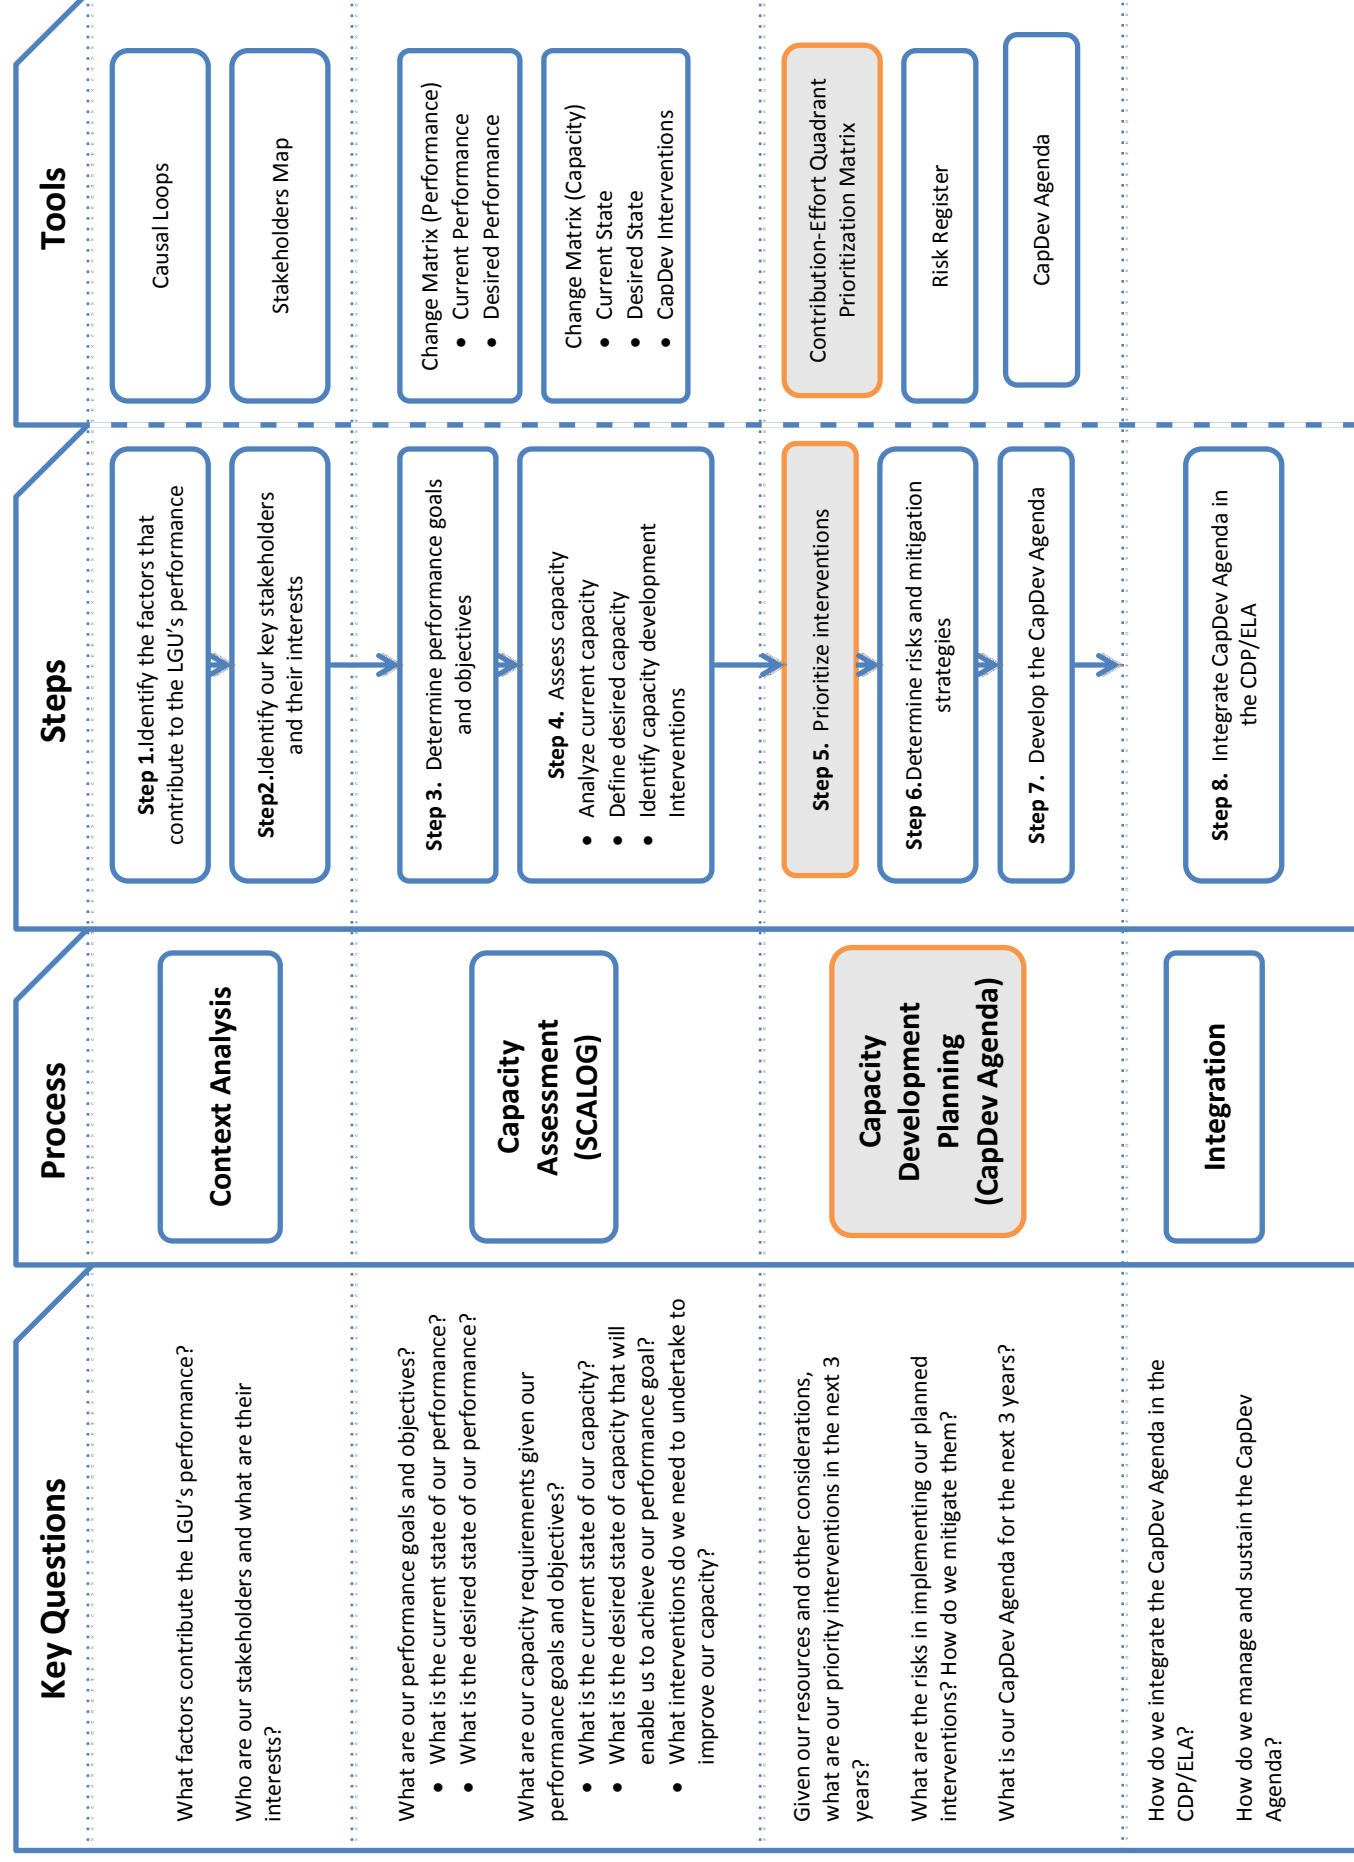 Key Questions
Process
Steps
Tools
What factors contribute the LGU's performance?
Who are our stakeholders and what are their
interests?
Context Analysis
Step 1.Identify the factors that
contribute to the LGU's performance
Step2.Identify our key stakeholders
and their interests
Causal Loops
Stakeholders Map
What are our performance goals and objectives?
• What is the current state of our performance?
• What is the desired state of our performance?
What are our capacity requirements given our
performance goals and objectives?
• What is the current state of our capacity?
• What is the desired state of capacity that will
enable us to achieve our performance goal?
• What interventions do we need to undertake to
improve our capacity?
Capacity
Assessment
(SCALOG)
Step 3. Determine performance goals
and objectives
Step 4. Assess capacity
• Analyze current capacity
• Define desired capacity
• Identify capacity development
Interventions
Change Matrix (Performance)
• Current Performance
• Desired Performance
Change Matrix (Capacity)
• Current State
• Desired State
• CapDev Interventions
Given our resources and other considerations,
what are our priority interventions in the next 3
years?
What are the risks in implementing our planned
interventions? How do we mitigate them?
What is our CapDev Agenda for the next 3 years?
Capacity
Development
Planning
(CapDev Agenda)
Step 5. Prioritize interventions
Step 6.Determine risks and mitigation
strategies
Step 7. Develop the CapDev Agenda
Contribution-Effort Quadrant
Prioritization Matrix
Risk Register
CapDev Agenda
How do we integrate the CapDev Agenda in the
CDP/ELA?
How do we manage and sustain the CapDev
Agenda?
Integration
Step 8. Integrate CapDev Agenda in
the CDP/ELA